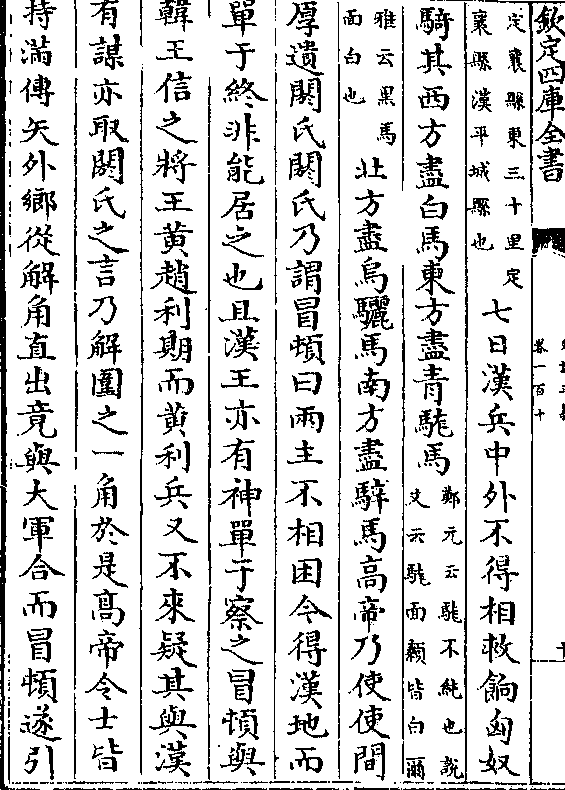 欽定四庫全書
卷一百十
定襄縣東三十里定
襄縣漢平城縣也
七日漢兵中外不得相救餉匈奴
騎其西方盡白馬東方盡青駹馬
鄭元云駹不純也說
文云駹面顙皆白爾
雅云黑馬
面白也
北方盡烏驪馬南方盡騂馬高帝乃使使間
厚遺閼氏閼氏乃謂冒頓曰兩主不相困今得漢地而
單于終非能居之也且漢王亦有神單于察之冒頓與
韓王信之將王黃趙利期而黃利兵又不來疑其與漢
有謀亦取閼氏之言乃解圍之一角於是髙帝令士皆
持滿傅矢外鄉從解角直出竟與大軍合而冒頓遂引